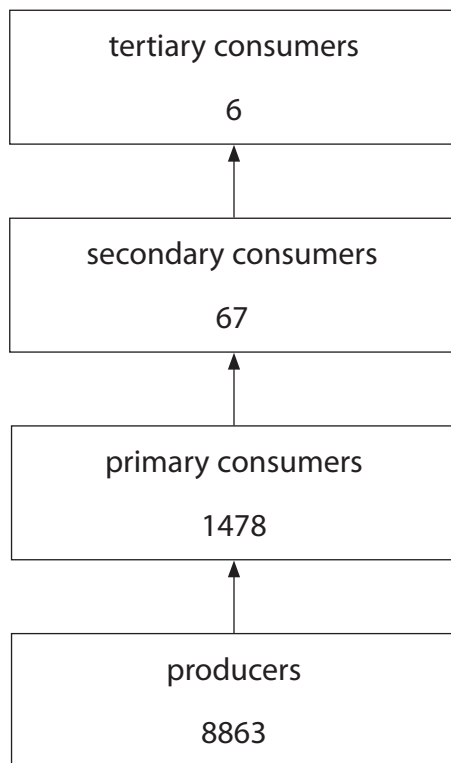 tertiary consumers
6
secondary consumers
67
primary consumers
1478
producers
8863